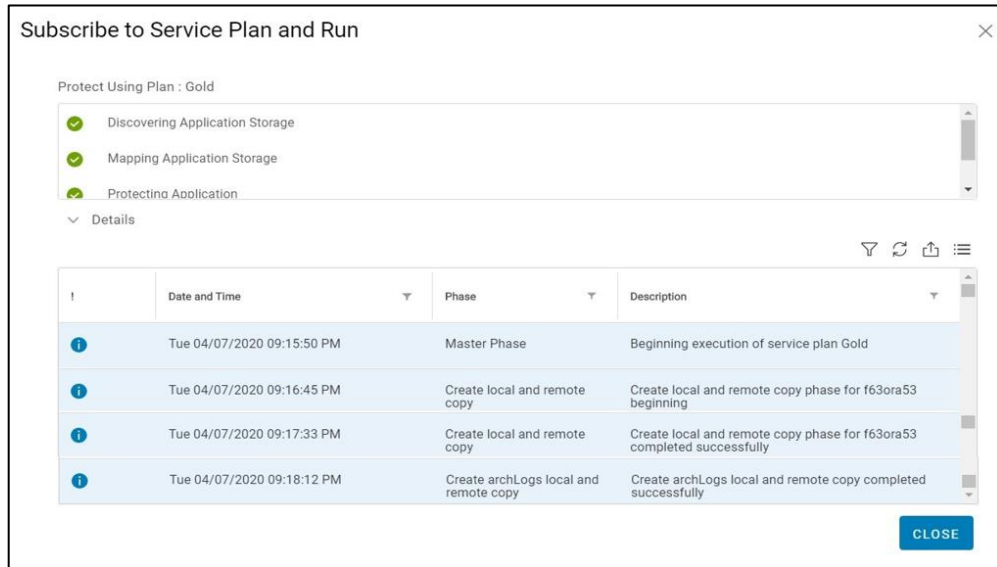 Subscribe to Service Plan and Run
Protect Using Plan : Gold
Discovering Application Storage
Mapping Application Storage
Protecting Application
Details
! Date and Time Phase Description
Tue 04/07/2020 09:15:50 PM Master Phase Beginning execution of service plan Gold
Tue 04/07/2020 09:16:45 PM Create local and remote Create local and remote copy phase for f63ora53
copy beginning
Tue 04/07/2020 09:17:33 PM Create local and remote Create local and remote copy phase for f63ora53
copy completed successfully
Tue 04/07/2020 09:18:12 PM Create archLogs local and Create archLogs local and remote copy completed
remote copy successfully
CLOSE